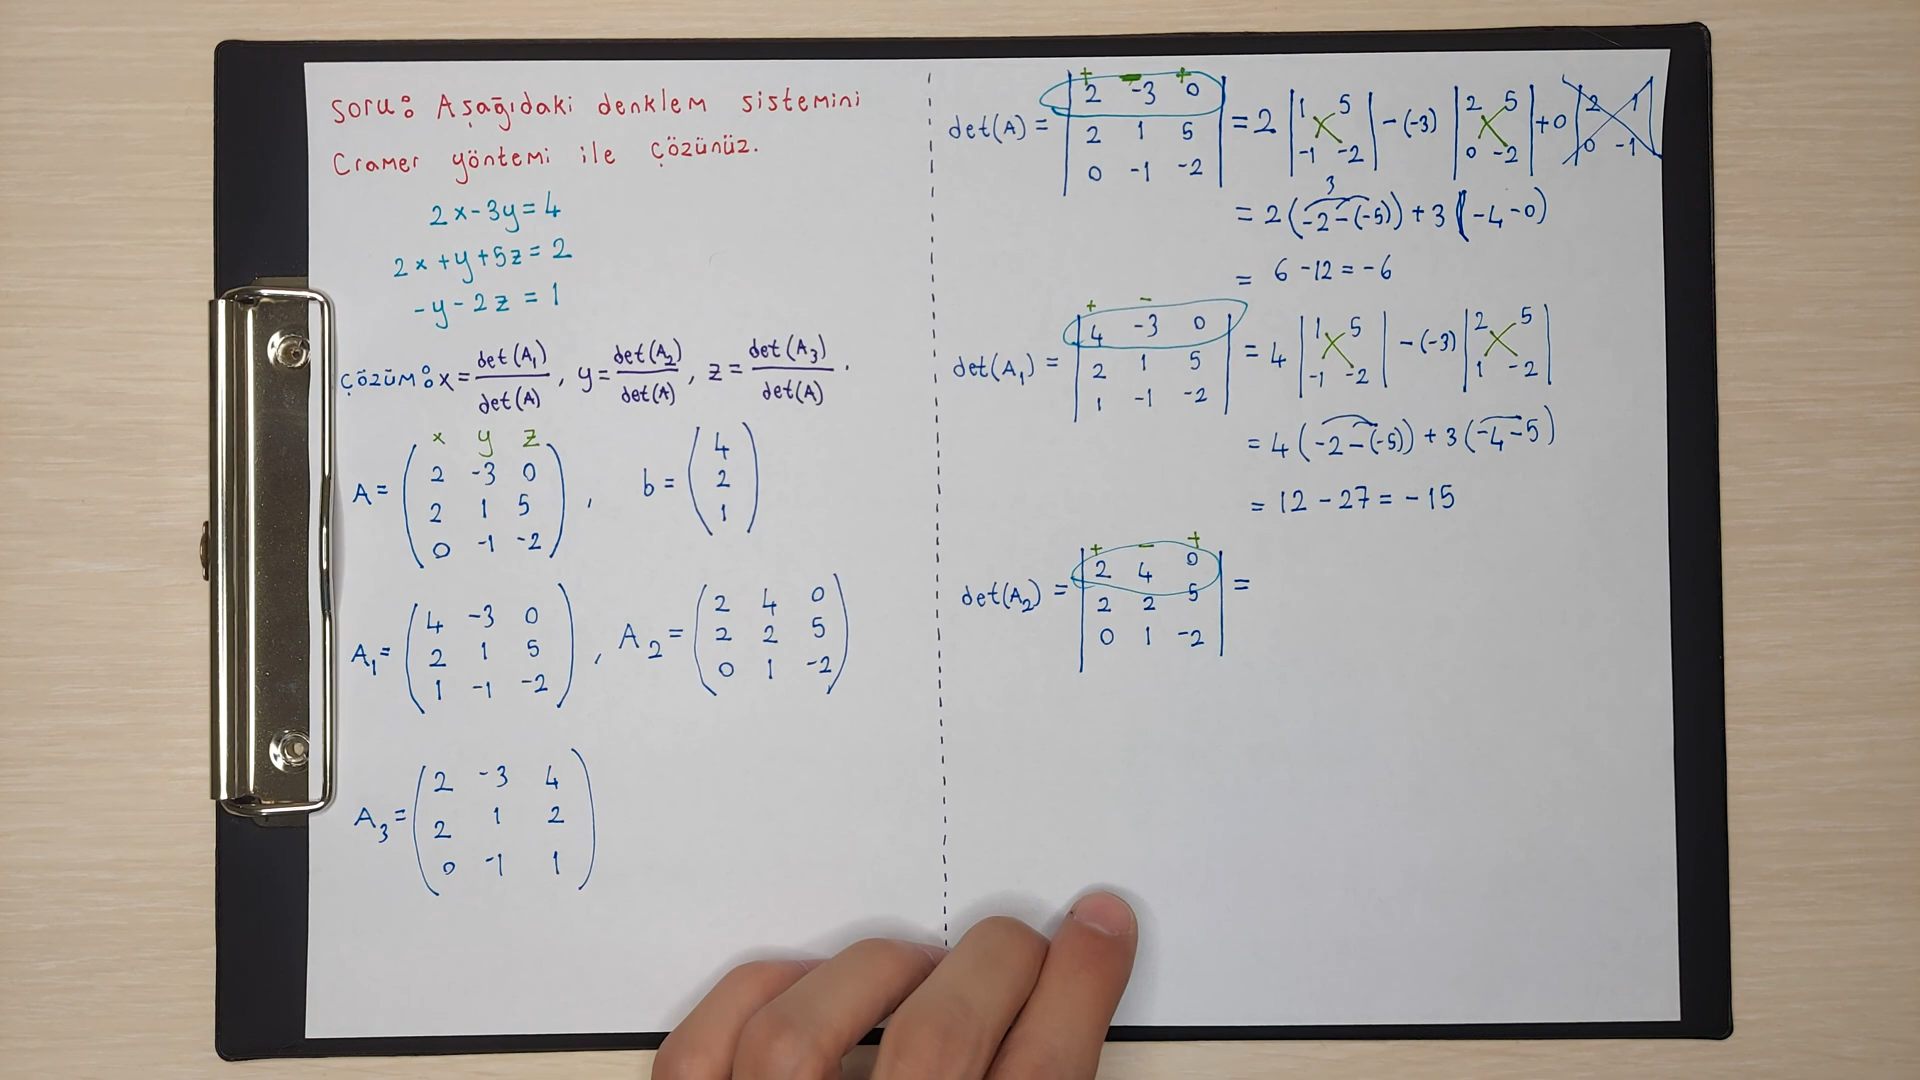 Soru: Aşağıdaki denklem sistemini
Cramer yöntemi ile çözünüz.
2x-3y=4
2x+y+5z=2
-y-2z=1
Çözüm: x = det(A₁)/det(A), y = det(A₂)/det(A), z = det(A₃)/det(A).
x y z
A = ( 2 -3 0 ; 2 1 5 ; 0 -1 -2 ), b = ( 4 ; 2 ; 1 )
A₁ = ( 4 -3 0 ; 2 1 5 ; 1 -1 -2 ), A₂ = ( 2 4 0 ; 2 2 5 ; 0 1 -2 )
A₃ = ( 2 -3 4 ; 2 1 2 ; 0 -1 1 )
+ - +
det(A) = | 2 -3 0 ; 2 1 5 ; 0 -1 -2 | = 2 | 1 5 ; -1 -2 | - (-3) | 2 5 ; 0 -2 | + 0 | 2 1 ; 0 -1 |
3
= 2(-2-(-5)) + 3(-4-0)
= 6 - 12 = -6
+ -
det(A₁) = | 4 -3 0 ; 2 1 5 ; 1 -1 -2 | = 4 | 1 5 ; -1 -2 | - (-3) | 2 5 ; 1 -2 |
= 4(-2-(-5)) + 3(-4-5)
= 12 - 27 = -15
+ - +
det(A₂) = | 2 4 0 ; 2 2 5 ; 0 1 -2 | =